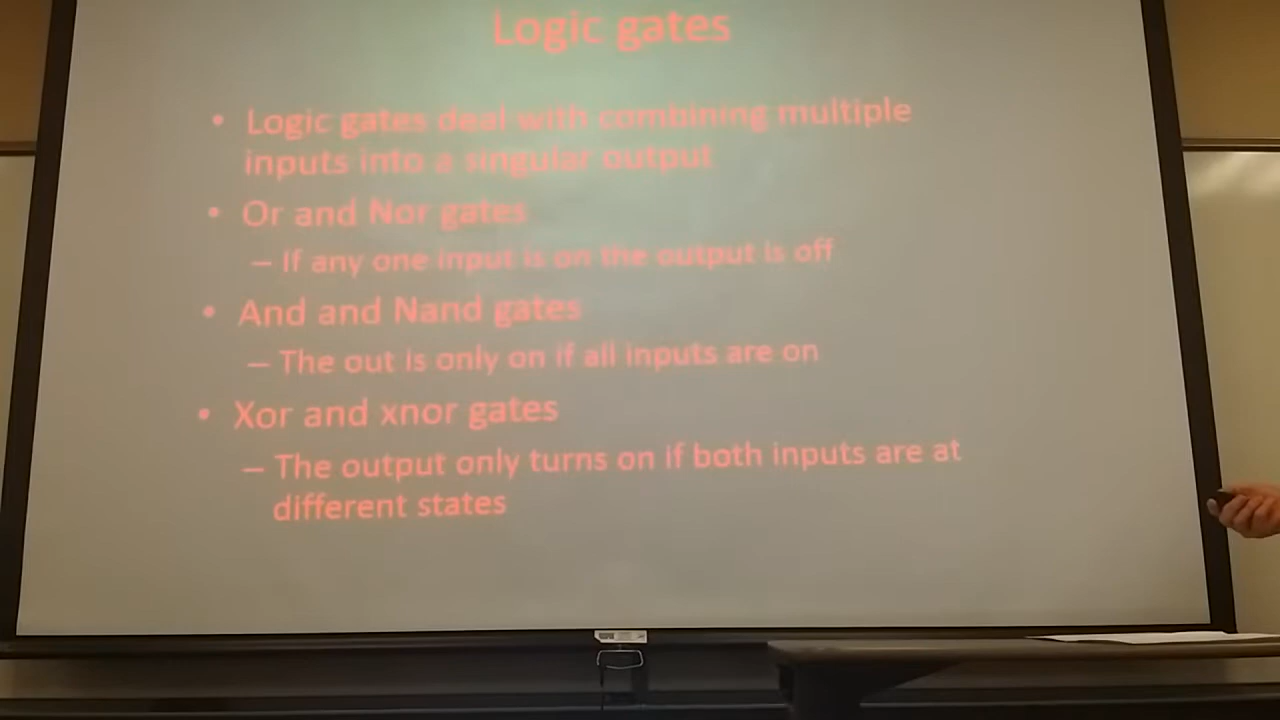 Logic gates
• Logic gates deal with combining multiple
inputs into a singular output
• Or and Nor gates
– If any one input is on the output is off
• And and Nand gates
– The out is only on if all inputs are on
• Xor and xnor gates
– The output only turns on if both inputs are at
different states